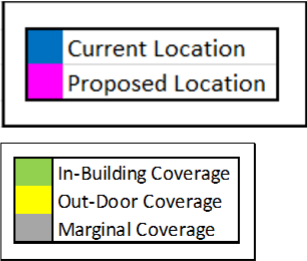 Current Location
Proposed Location
In-Building Coverage
Out-Door Coverage
Marginal Coverage